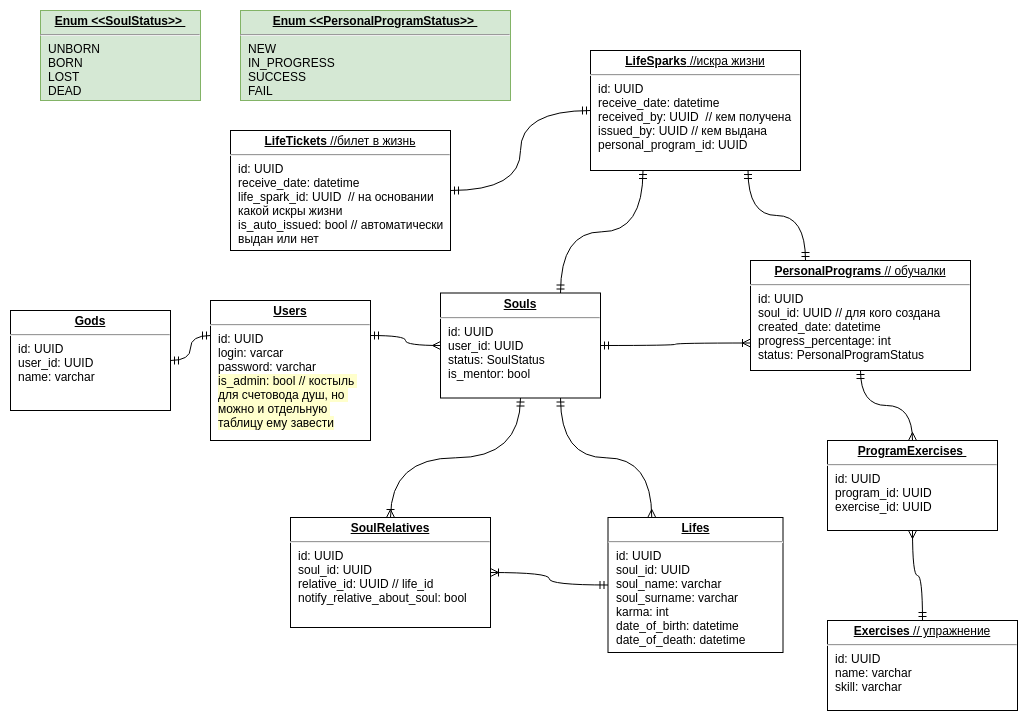 Enum <<SoulStatus>>
UNBORN
BORN
LOST
DEAD
Enum <<PersonalProgramStatus>>
NEW
IN_PROGRESS
SUCCESS
FAIL
LifeSparks //искра жизни
id: UUID
receive_date: datetime
received_by: UUID // кем получена
issued_by: UUID // кем выдана
personal_program_id: UUID
LifeTickets //билет в жизнь
id: UUID
receive_date: datetime
life_spark_id: UUID // на основании
какой искры жизни
is_auto_issued: bool // автоматически
выдан или нет
PersonalPrograms // обучалки
id: UUID
soul_id: UUID // для кого создана
created_date: datetime
progress_percentage: int
status: PersonalProgramStatus
Souls
id: UUID
user_id: UUID
status: SoulStatus
is_mentor: bool
Users
id: UUID
login: varcar
password: varchar
is_admin: bool // костыль
для счетовода душ, но
можно и отдельную
таблицу ему завести
Gods
id: UUID
user_id: UUID
name: varchar
ProgramExercises
id: UUID
program_id: UUID
exercise_id: UUID
SoulRelatives
id: UUID
soul_id: UUID
relative_id: UUID // life_id
notify_relative_about_soul: bool
Lifes
id: UUID
soul_id: UUID
soul_name: varchar
soul_surname: varchar
karma: int
date_of_birth: datetime
date_of_death: datetime
Exercises // упражнение
id: UUID
name: varchar
skill: varchar